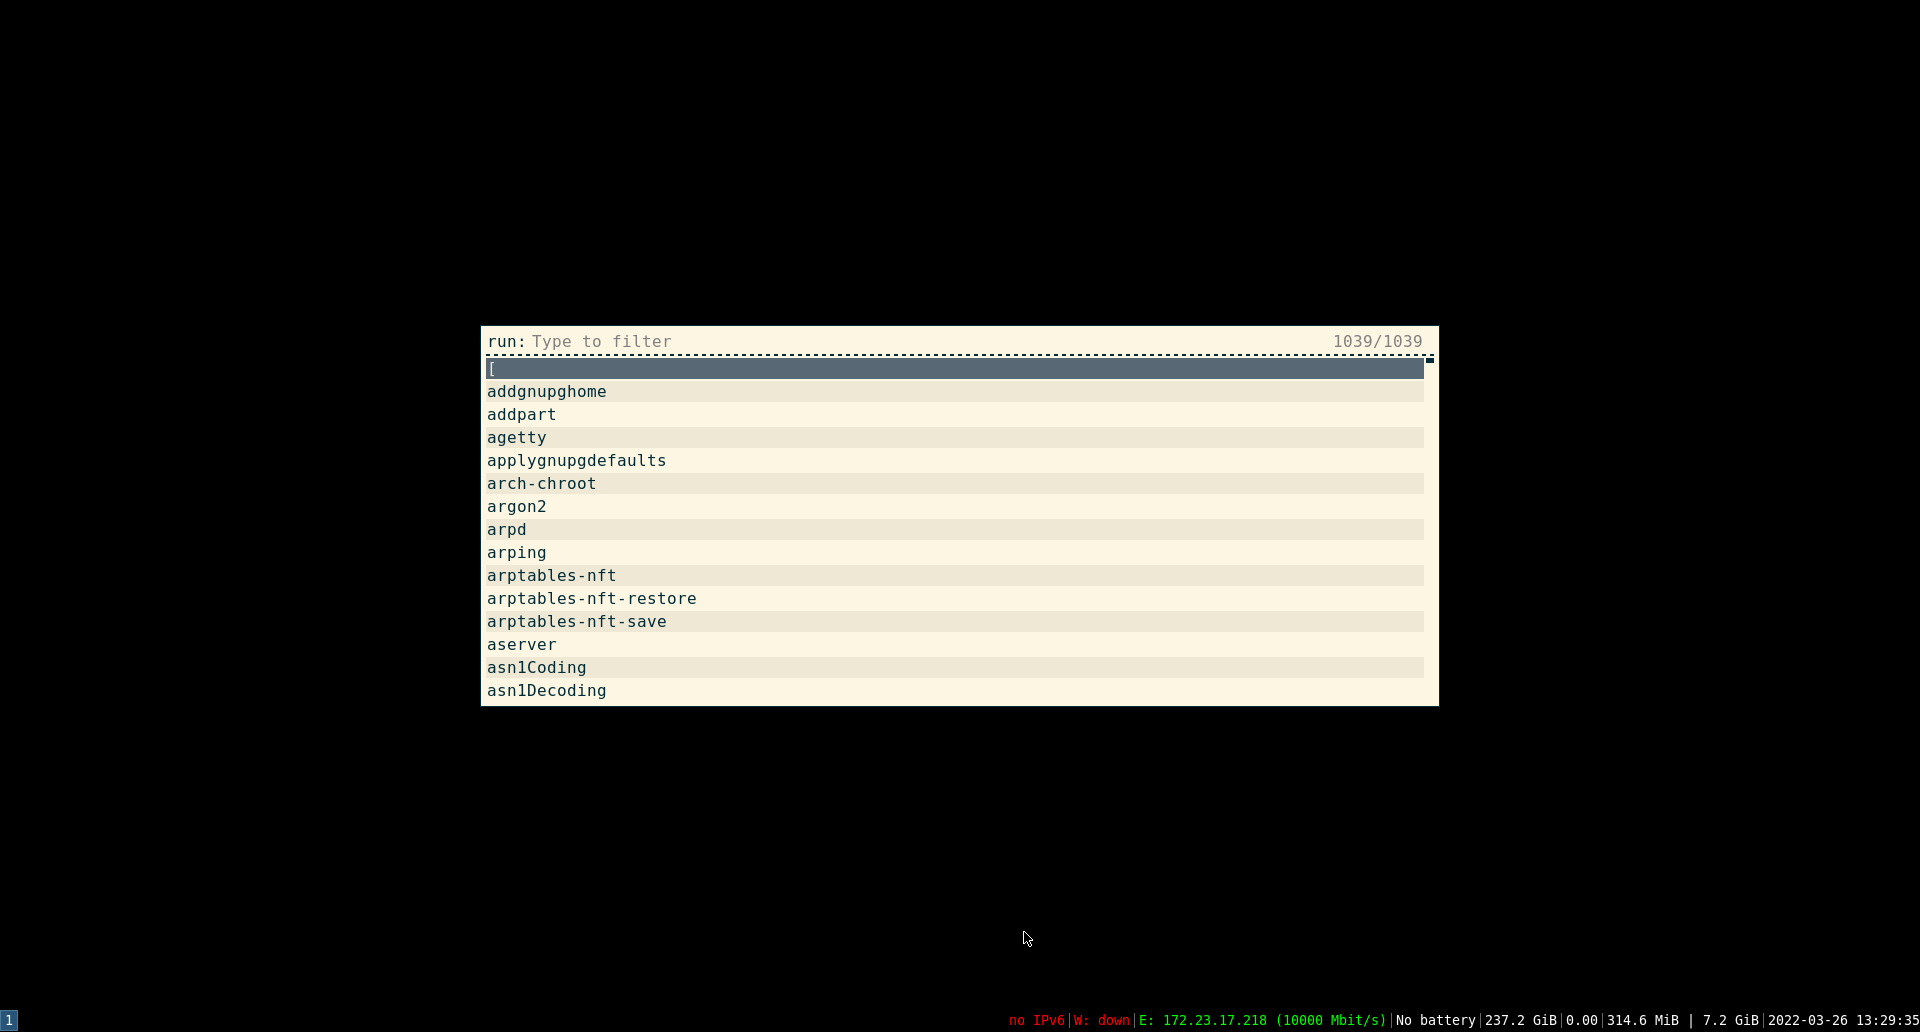 run: Type to filter 1039/1039
[
addgnupghome
addpart
agetty
applygnupgdefaults
arch-chroot
argon2
arpd
arping
arptables-nft
arptables-nft-restore
arptables-nft-save
aserver
asn1Coding
asn1Decoding
1 no IPv6|W: down|E: 172.23.17.218 (10000 Mbit/s)|No battery|237.2 GiB|0.00|314.6 MiB | 7.2 GiB|2022-03-26 13:29:35